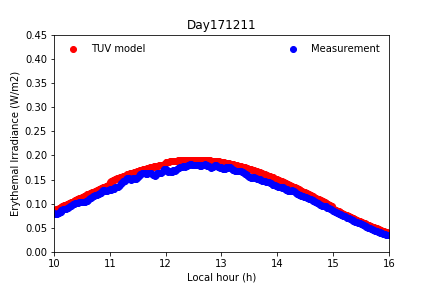 Day171211
TUV model
Measurement
Erythemal Irradiance (W/m2)
0.45
0.40
0.35
0.30
0.25
0.20
0.15
0.10
0.05
0.00
10 11 12 13 14 15 16
Local hour (h)